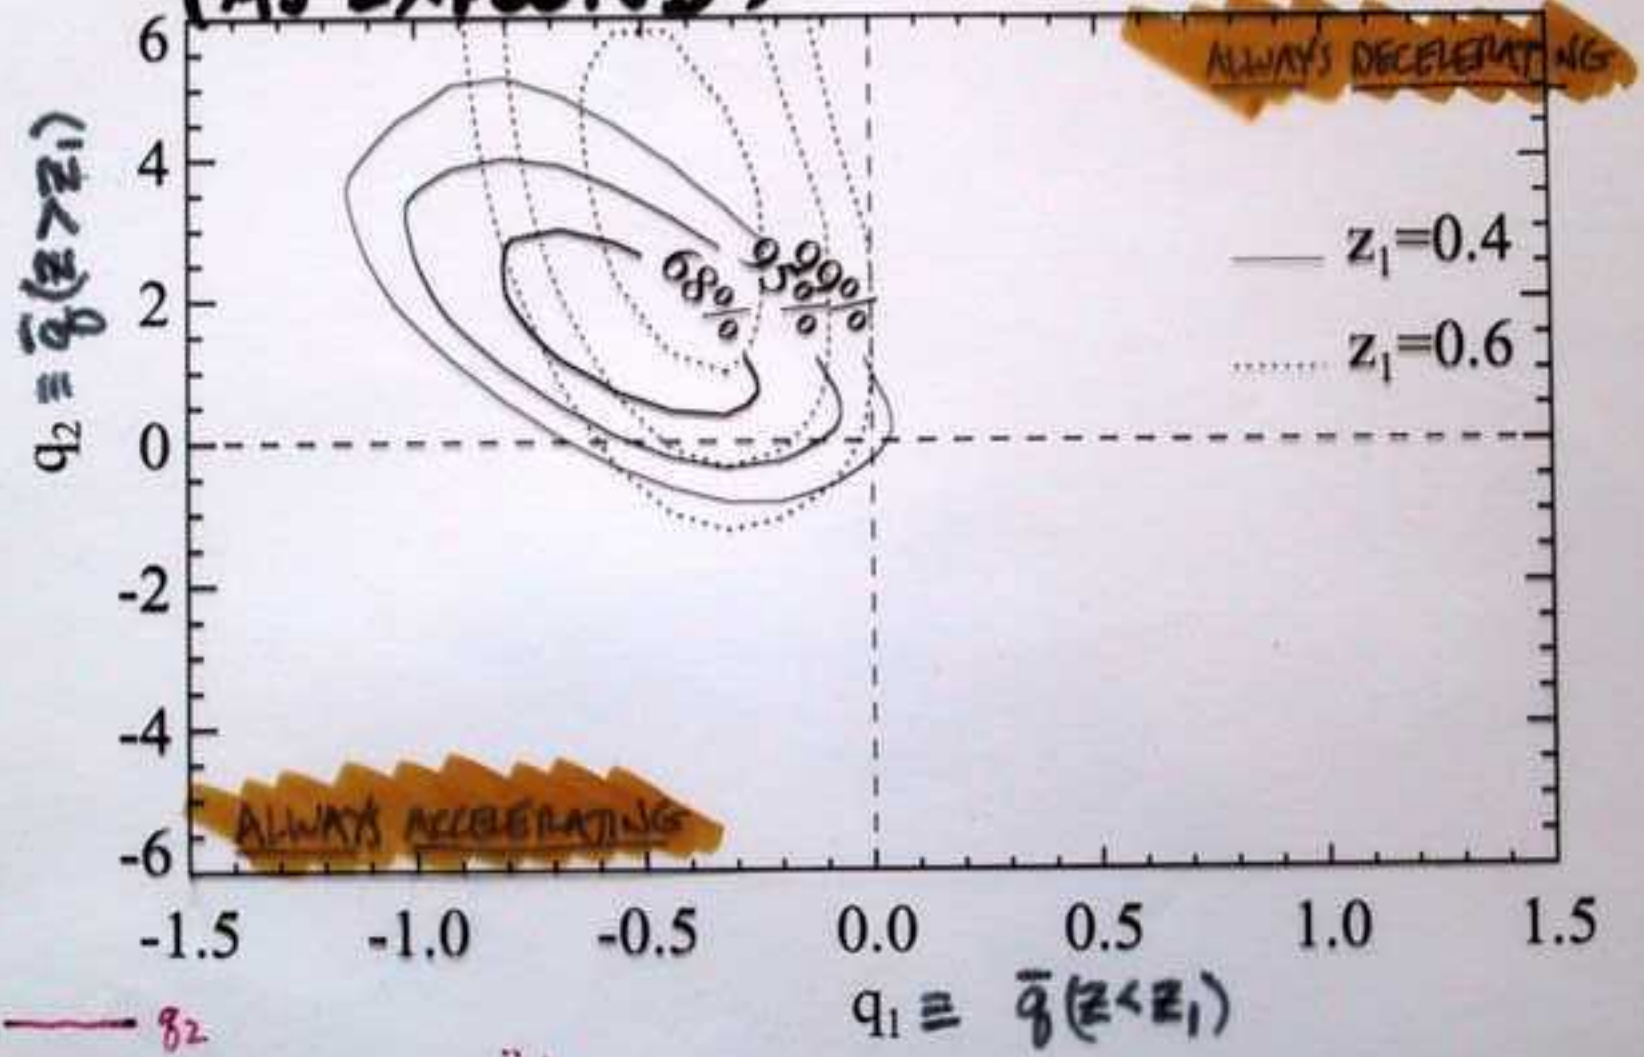 (AS EXPECTED)
ALWAYS DECELERATING
6
4
2
0
-2
-4
-6
q₂ ≡ q̄(z>z₁)
68%
95%
99%
z₁=0.4
z₁=0.6
ALWAYS ACCELERATING
-1.5 -1.0 -0.5 0.0 0.5 1.0 1.5
q₁ ≡ q̄(z<z₁)
q₂